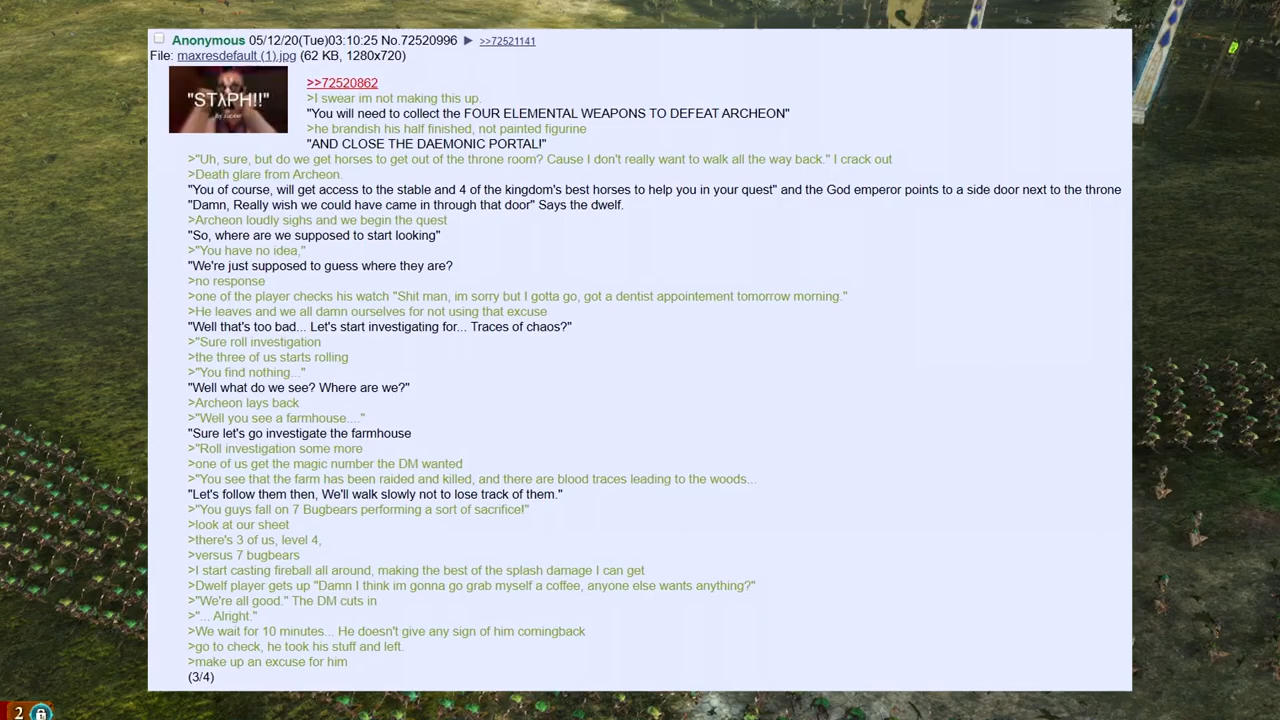 Anonymous 05/12/20(Tue)03:10:25 No.72520996 ▶ >>72521141
File: maxresdefault (1).jpg (62 KB, 1280x720)
"STΛPH!!"
>>72520862
>I swear im not making this up.
"You will need to collect the FOUR ELEMENTAL WEAPONS TO DEFEAT ARCHEON"
>he brandish his half finished, not painted figurine
"AND CLOSE THE DAEMONIC PORTAL!"
>"Uh, sure, but do we get horses to get out of the throne room? Cause I don't really want to walk all the way back." I crack out
>Death glare from Archeon.
"You of course, will get access to the stable and 4 of the kingdom's best horses to help you in your quest" and the God emperor points to a side door next to the throne
"Damn, Really wish we could have came in through that door" Says the dwelf.
>Archeon loudly sighs and we begin the quest
"So, where are we supposed to start looking"
>"You have no idea,"
"We're just supposed to guess where they are?
>no response
>one of the player checks his watch "Shit man, im sorry but I gotta go, got a dentist appointement tomorrow morning."
>He leaves and we all damn ourselves for not using that excuse
"Well that's too bad... Let's start investigating for... Traces of chaos?"
>"Sure roll investigation
>the three of us starts rolling
>"You find nothing..."
"Well what do we see? Where are we?"
>Archeon lays back
>"Well you see a farmhouse...."
"Sure let's go investigate the farmhouse
>"Roll investigation some more
>one of us get the magic number the DM wanted
>"You see that the farm has been raided and killed, and there are blood traces leading to the woods...
"Let's follow them then, We'll walk slowly not to lose track of them."
>"You guys fall on 7 Bugbears performing a sort of sacrifice!"
>look at our sheet
>there's 3 of us, level 4,
>versus 7 bugbears
>I start casting fireball all around, making the best of the splash damage I can get
>Dwelf player gets up "Damn I think im gonna go grab myself a coffee, anyone else wants anything?"
>"We're all good." The DM cuts in
>"... Alright."
>We wait for 10 minutes... He doesn't give any sign of him comingback
>go to check, he took his stuff and left.
>make up an excuse for him
(3/4)
2